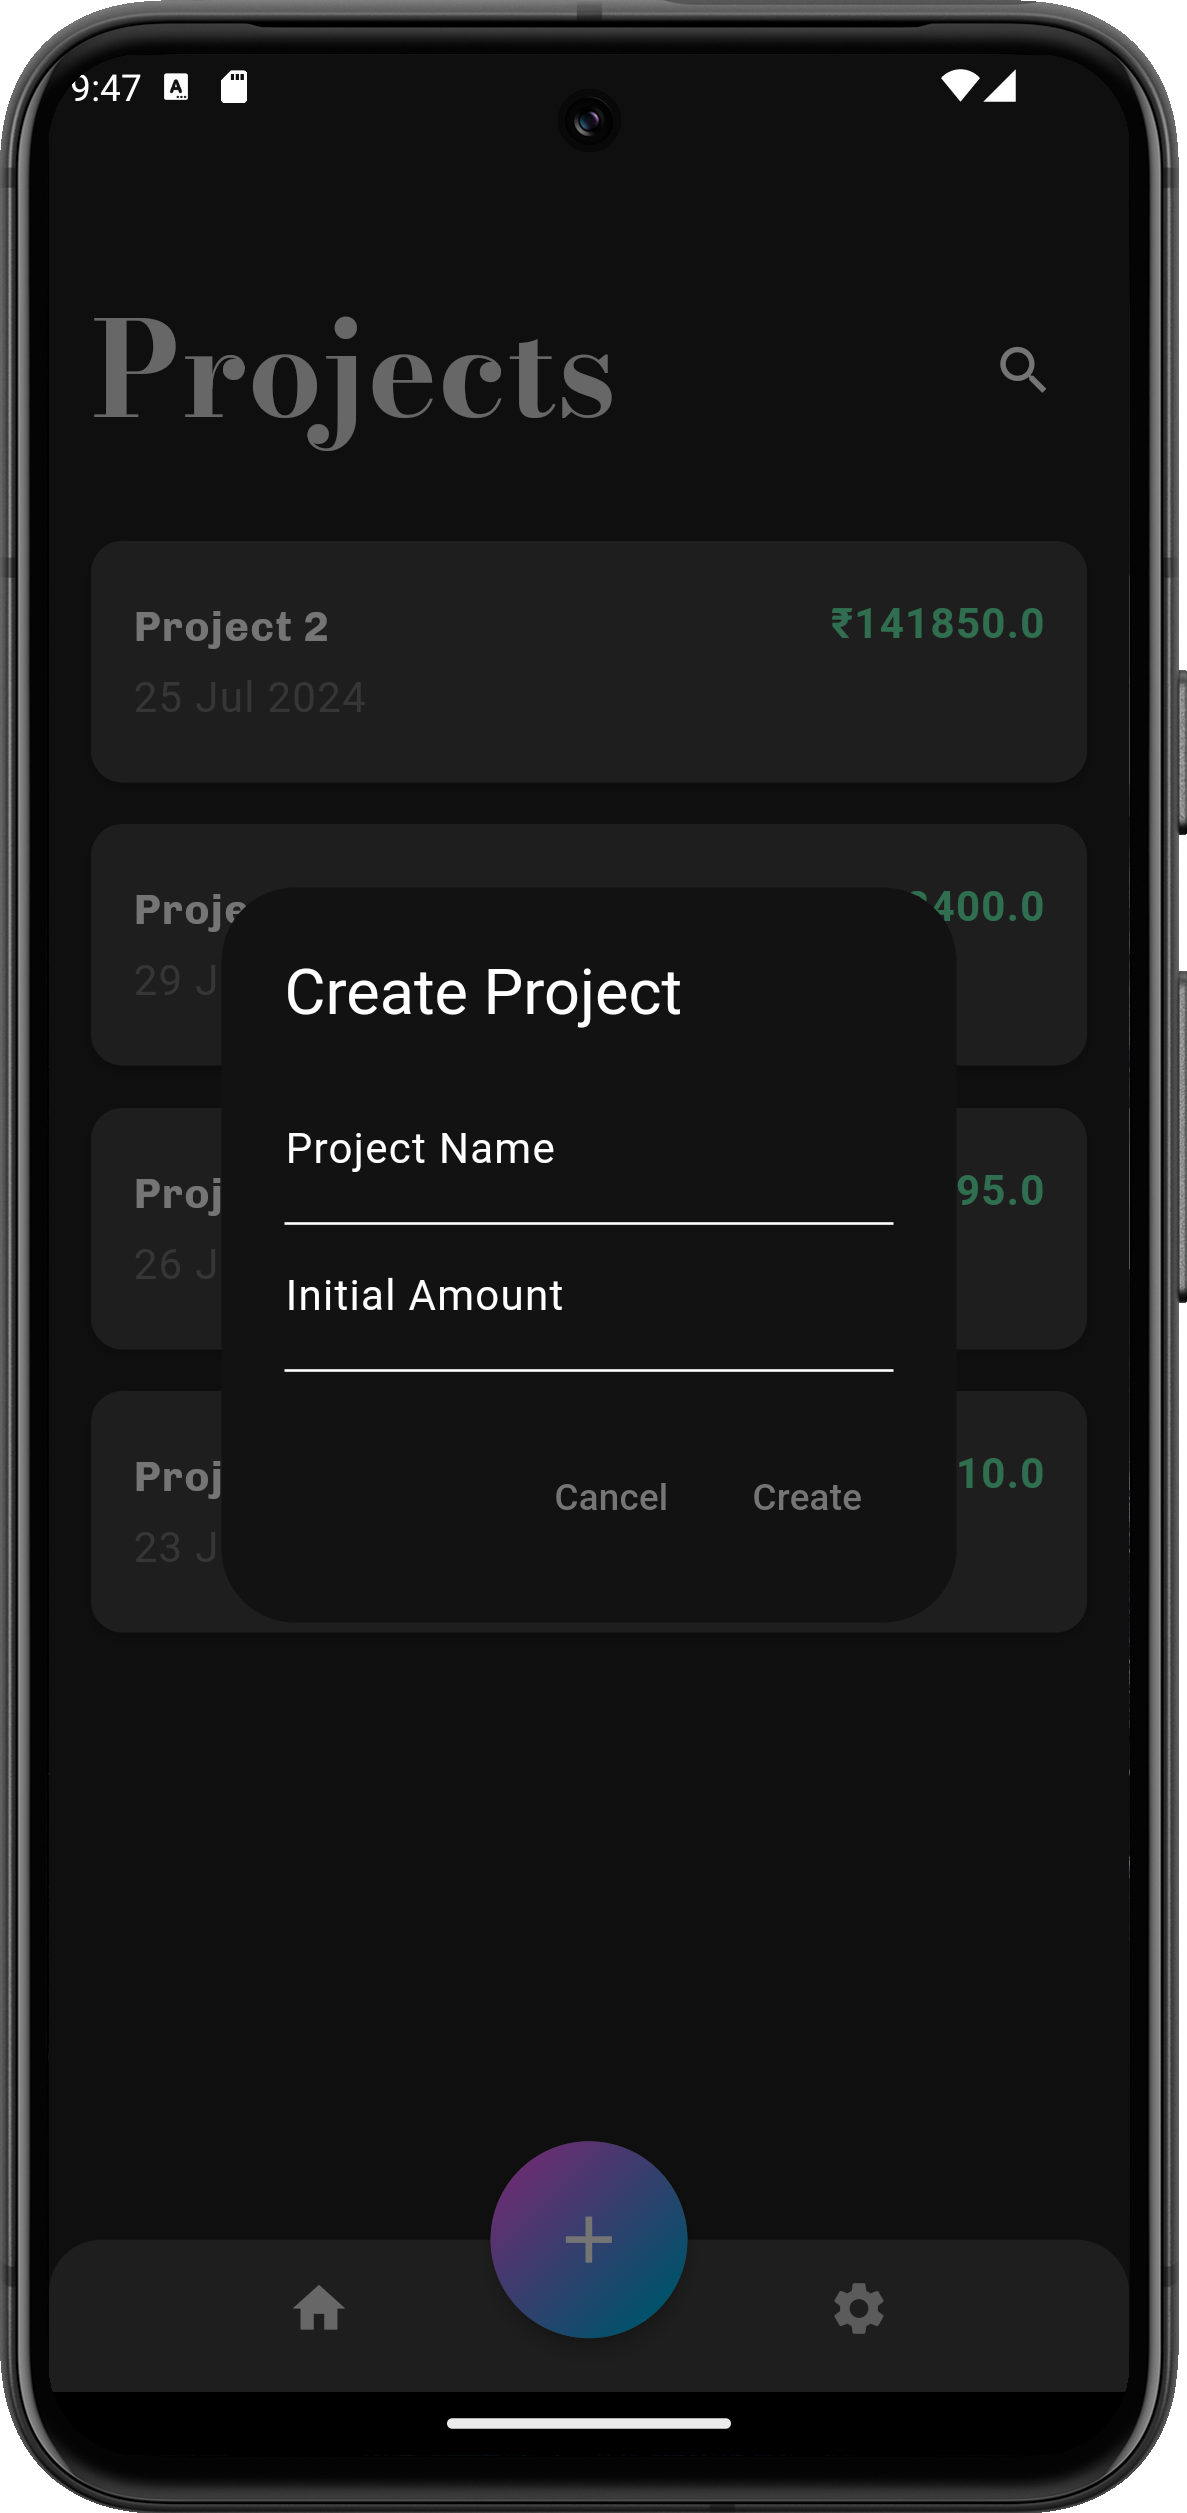 9:47
Projects
Project 2 ₹141850.0
25 Jul 2024
Proje 400.0
29 J
Create Project
Project Name
Proj 95.0
26 J
Initial Amount
Proj 10.0
Cancel Create
23 J